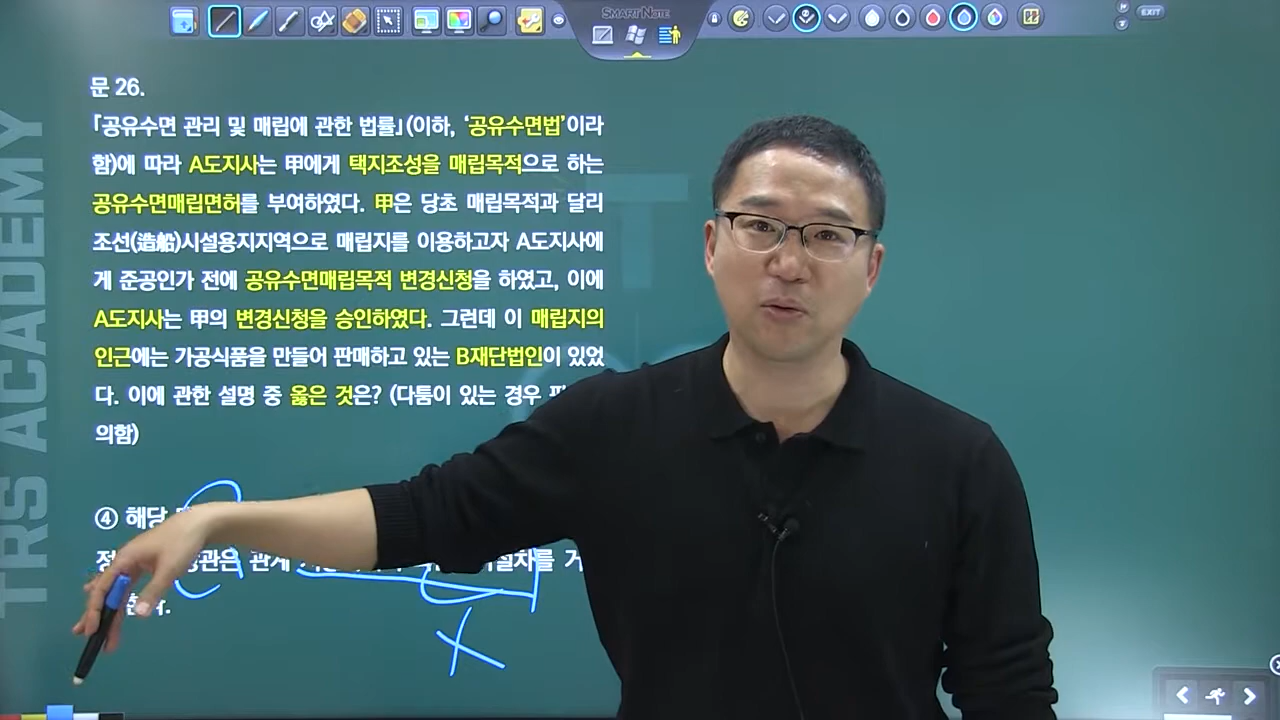 SMARTNOTE
EXIT
TRS ACADEMY
문 26.
「공유수면 관리 및 매립에 관한 법률」(이하, ‘공유수면법’이라
함)에 따라 A도지사는 甲에게 택지조성을 매립목적으로 하는
공유수면매립면허를 부여하였다. 甲은 당초 매립목적과 달리
조선(造船)시설용지지역으로 매립지를 이용하고자 A도지사에
게 준공인가 전에 공유수면매립목적 변경신청을 하였고, 이에
A도지사는 甲의 변경신청을 승인하였다. 그런데 이 매립지의
인근에는 가공식품을 만들어 판매하고 있는 B재단법인이 있었
다. 이에 관한 설명 중 옳은 것은? (다툼이 있는 경우
의함)
④ 해당
관은 관계 절차를 거
다.